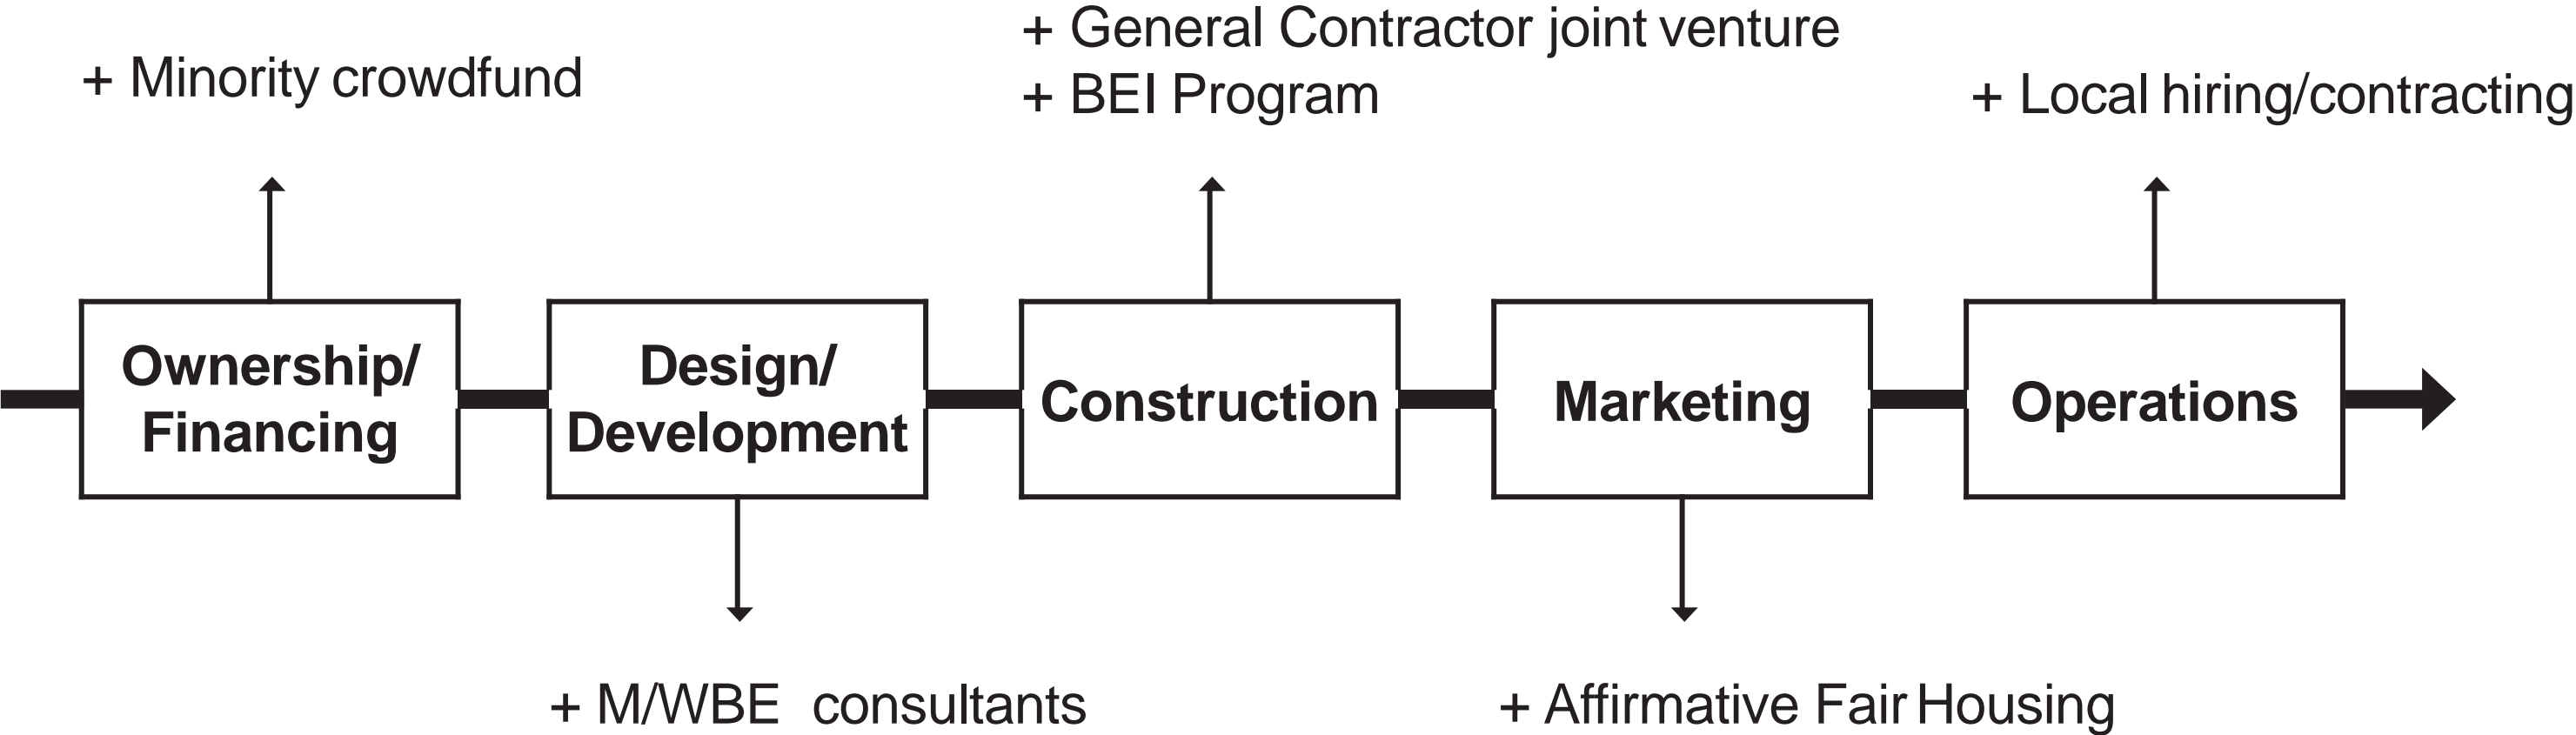 + Minority crowdfund
+ General Contractor joint venture
+ BEI Program
+ Local hiring/contracting
Ownership/
Financing
Design/
Development
Construction
Marketing
Operations
+ M/WBE consultants
+ Affirmative Fair Housing